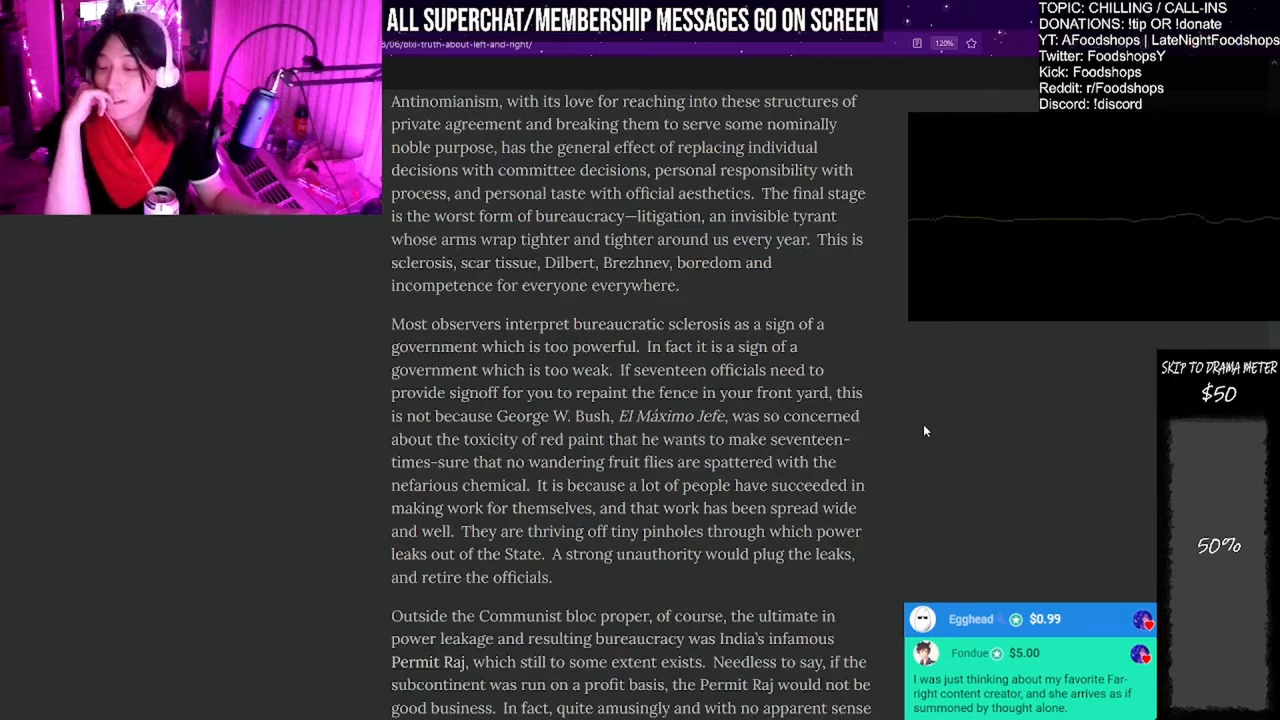 ALL SUPERCHAT/MEMBERSHIP MESSAGES GO ON SCREEN
/06/olxi-truth-about-left-and-right/
120%
TOPIC: CHILLING / CALL-INS
DONATIONS: !tip OR !donate
YT: AFoodshops | LateNightFoodshops
Twitter: FoodshopsY
Kick: Foodshops
Reddit: r/Foodshops
Discord: !discord
Antinomianism, with its love for reaching into these structures of
private agreement and breaking them to serve some nominally
noble purpose, has the general effect of replacing individual
decisions with committee decisions, personal responsibility with
process, and personal taste with official aesthetics. The final stage
is the worst form of bureaucracy—litigation, an invisible tyrant
whose arms wrap tighter and tighter around us every year. This is
sclerosis, scar tissue, Dilbert, Brezhnev, boredom and
incompetence for everyone everywhere.
Most observers interpret bureaucratic sclerosis as a sign of a
government which is too powerful. In fact it is a sign of a
government which is too weak. If seventeen officials need to
provide signoff for you to repaint the fence in your front yard, this
is not because George W. Bush, El Máximo Jefe, was so concerned
about the toxicity of red paint that he wants to make seventeen-
times-sure that no wandering fruit flies are spattered with the
nefarious chemical. It is because a lot of people have succeeded in
making work for themselves, and that work has been spread wide
and well. They are thriving off tiny pinholes through which power
leaks out of the State. A strong unauthority would plug the leaks,
and retire the officials.
Outside the Communist bloc proper, of course, the ultimate in
power leakage and resulting bureaucracy was India's infamous
Permit Raj, which still to some extent exists. Needless to say, if the
subcontinent was run on a profit basis, the Permit Raj would not be
good business. In fact, quite amusingly and with no apparent sense
SKIP TO DRAMA METER
$50
50%
Egghead $0.99
Fondue $5.00
I was just thinking about my favorite Far-
right content creator, and she arrives as if
summoned by thought alone.